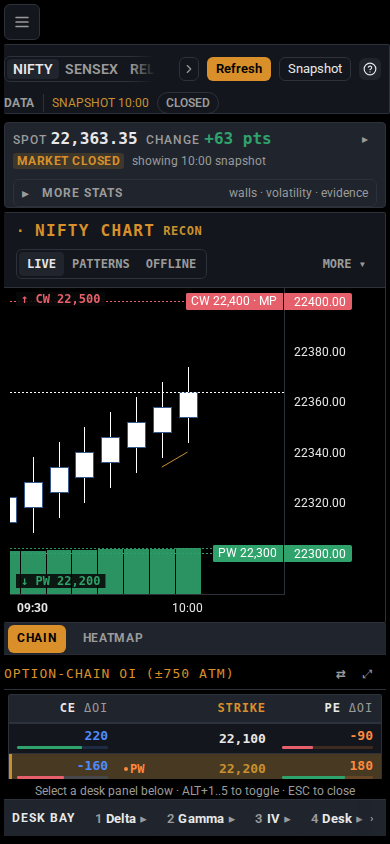 NIFTY SENSEX REL > Refresh Snapshot ?
DATA SNAPSHOT 10:00 CLOSED
SPOT 22,363.35 CHANGE +63 pts ▸
MARKET CLOSED showing 10:00 snapshot
▸ MORE STATS walls · volatility · evidence
· NIFTY CHART RECON
LIVE PATTERNS OFFLINE MORE ▾
↑ CW 22,500 CW 22,400 · MP 22400.00
22380.00
22360.00
22340.00
22320.00
PW 22,300 22300.00
↓ PW 22,200
09:30 10:00
CHAIN HEATMAP
OPTION-CHAIN OI (±750 ATM) ⇄ ⤢
CE ΔOI STRIKE PE ΔOI
220 22,100 -90
-160 •PW 22,200 180
Select a desk panel below · ALT+1..5 to toggle · ESC to close
DESK BAY 1 Delta ▸ 2 Gamma ▸ 3 IV ▸ 4 Desk ▸ ›